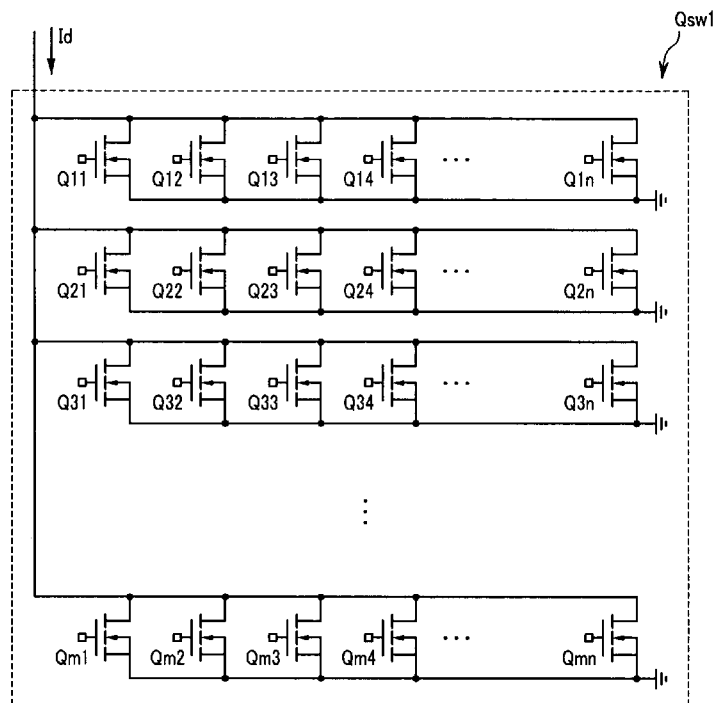 Id
Qsw1
Q11 Q12 Q13 Q14 ... Q1n
Q21 Q22 Q23 Q24 ... Q2n
Q31 Q32 Q33 Q34 ... Q3n
Qm1 Qm2 Qm3 Qm4 ... Qmn